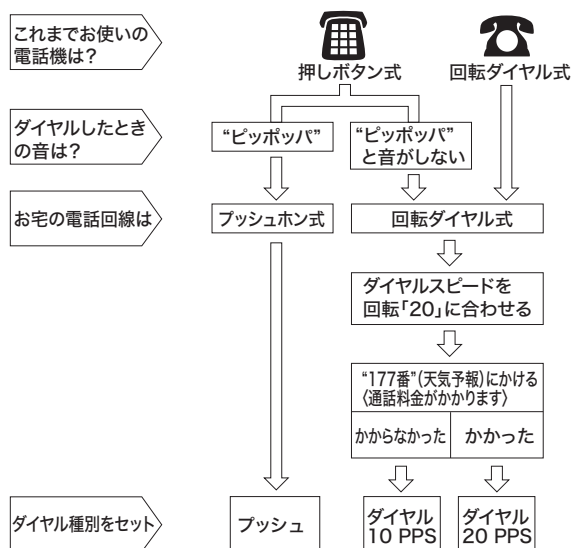 これまでお使いの
電話機は？
押しボタン式
回転ダイヤル式
ダイヤルしたとき
の音は？
“ピッポッパ”
“ピッポッパ”
と音がしない
お宅の電話回線は
プッシュホン式
回転ダイヤル式
ダイヤルスピードを
回転「20」に合わせる
“177番”(天気予報)にかける
〈通話料金がかかります〉
かからなかった
かかった
ダイヤル種別をセット
プッシュ
ダイヤル
10 PPS
ダイヤル
20 PPS